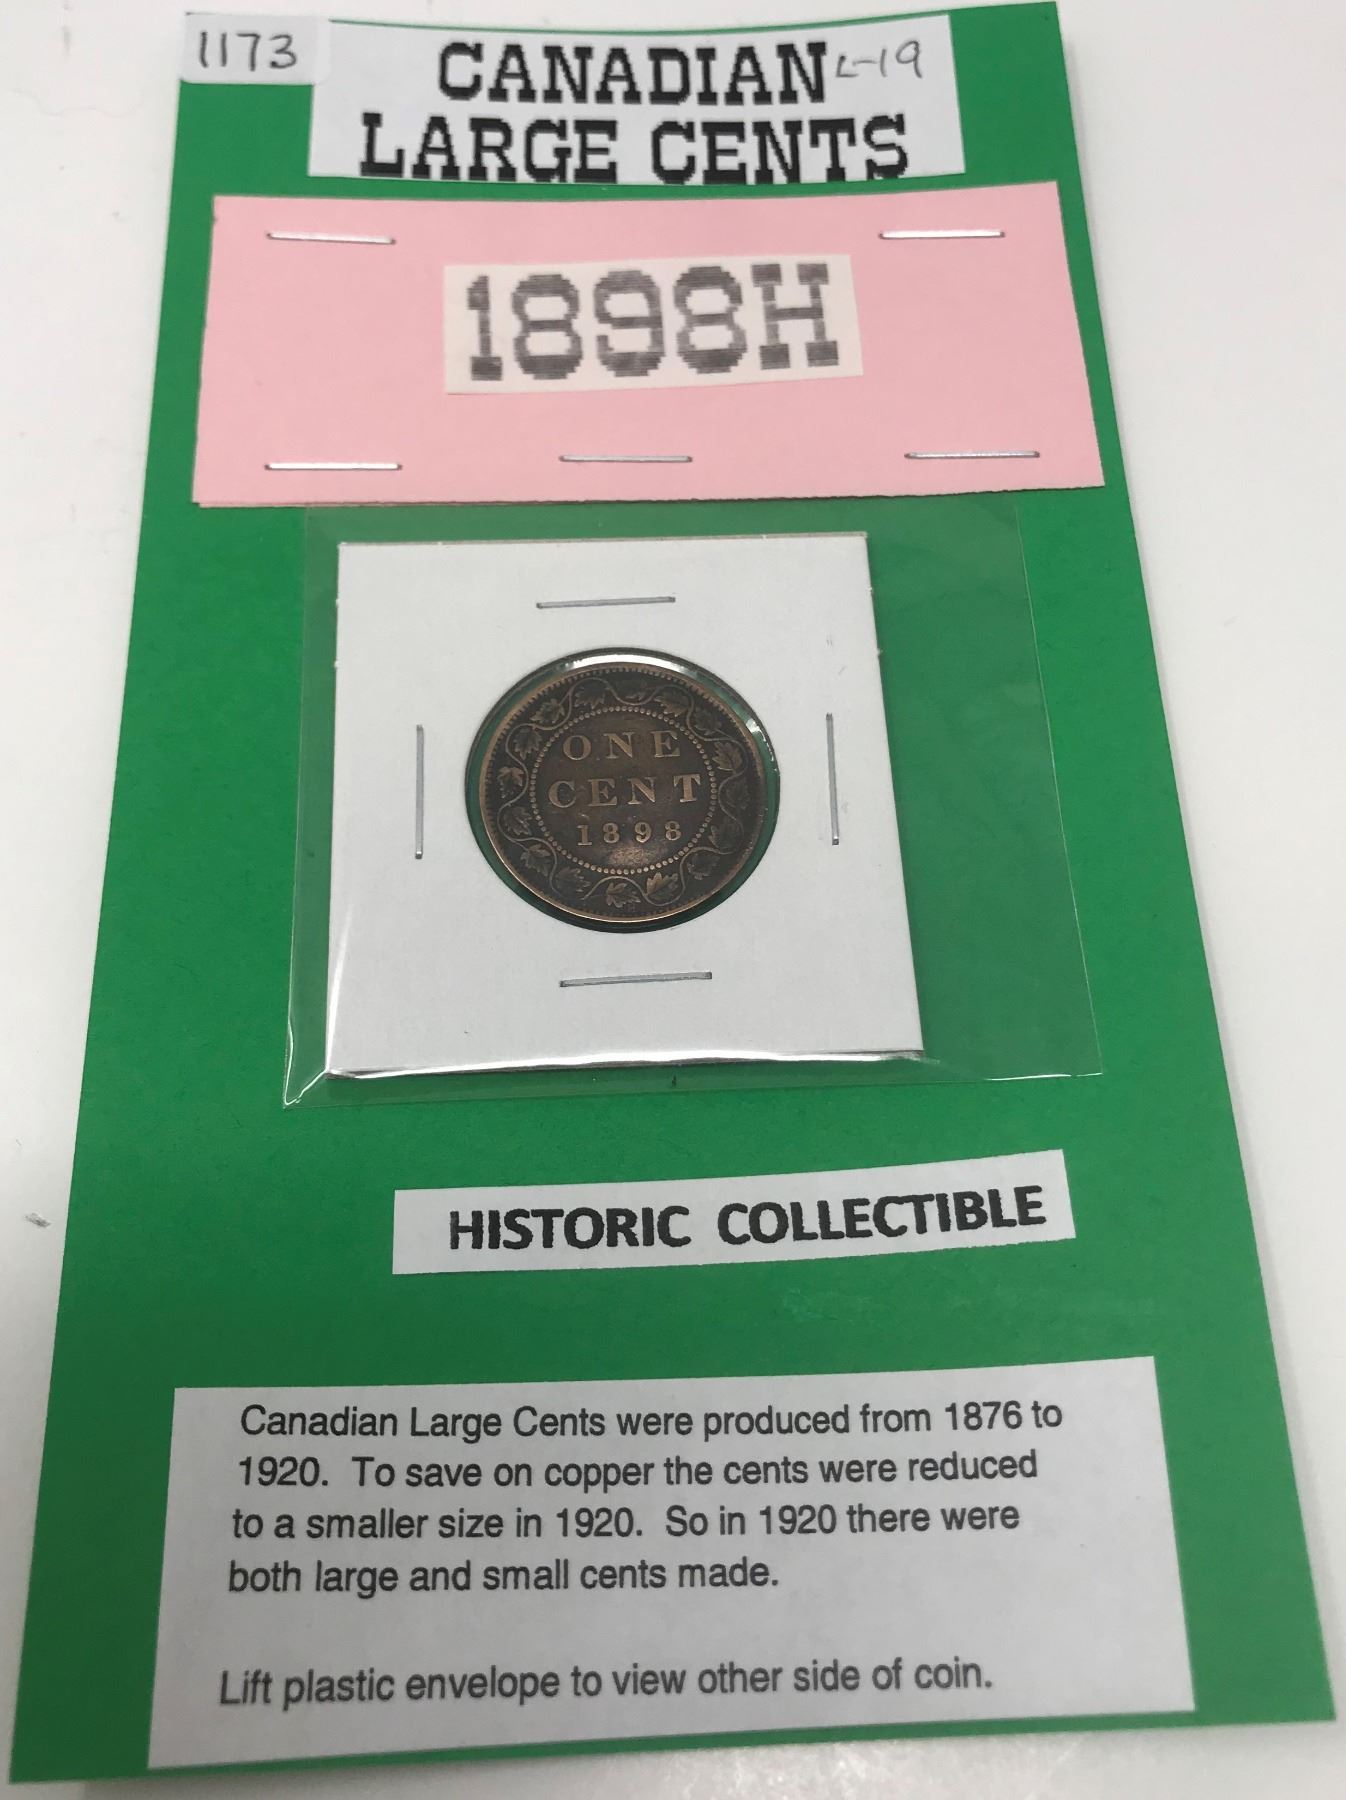 1173
CANADIAN L-19
LARGE CENTS
1898H
ONE
CENT
1898
HISTORIC COLLECTIBLE
Canadian Large Cents were produced from 1876 to
1920. To save on copper the cents were reduced
to a smaller size in 1920. So in 1920 there were
both large and small cents made.
Lift plastic envelope to view other side of coin.